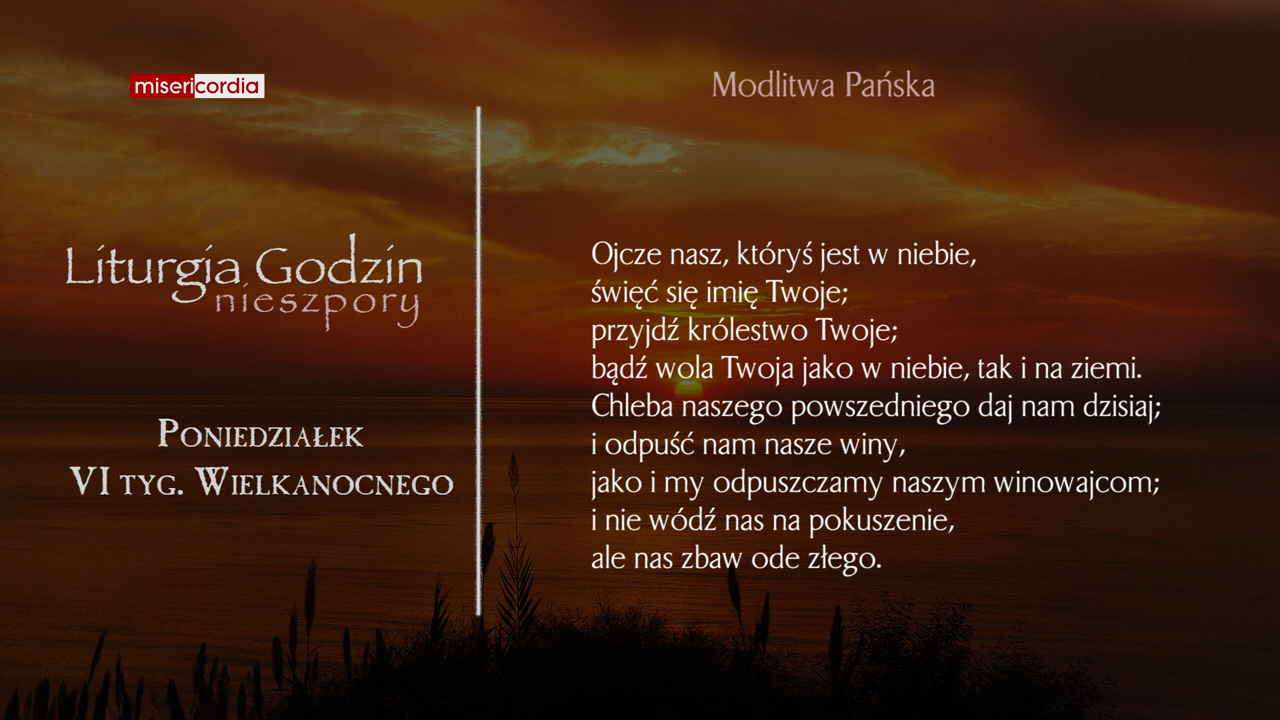 misericordia
Modlitwa Pańska
Liturgia Godzin
nieszpory
Poniedziałek
VI tyg. Wielkanocnego
Ojcze nasz, któryś jest w niebie,
święć się imię Twoje;
przyjdź królestwo Twoje;
bądź wola Twoja jako w niebie, tak i na ziemi.
Chleba naszego powszedniego daj nam dzisiaj;
i odpuść nam nasze winy,
jako i my odpuszczamy naszym winowajcom;
i nie wódź nas na pokuszenie,
ale nas zbaw ode złego.